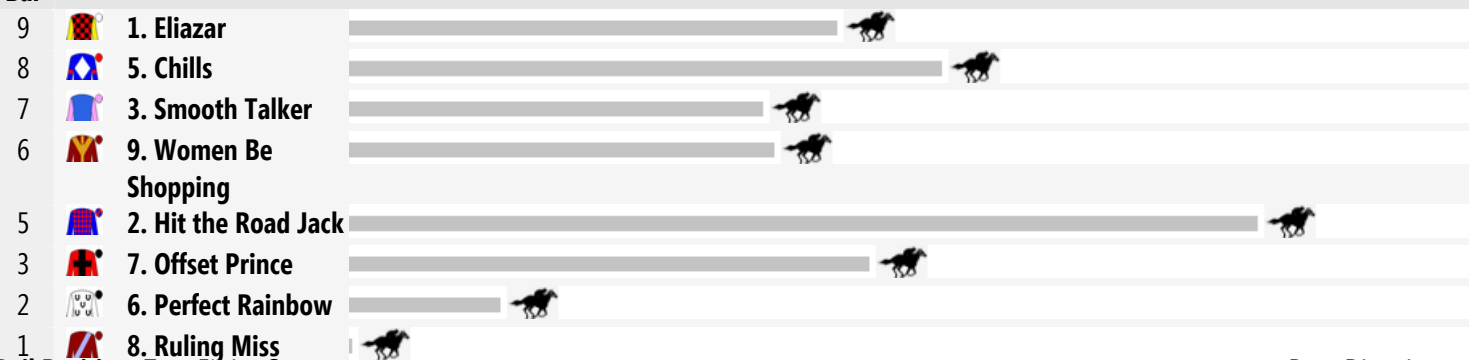 9 1. Eliazar
8 5. Chills
7 3. Smooth Talker
6 9. Women Be
Shopping
5 2. Hit the Road Jack
3 7. Offset Prince
2 6. Perfect Rainbow
1 8. Ruling Miss